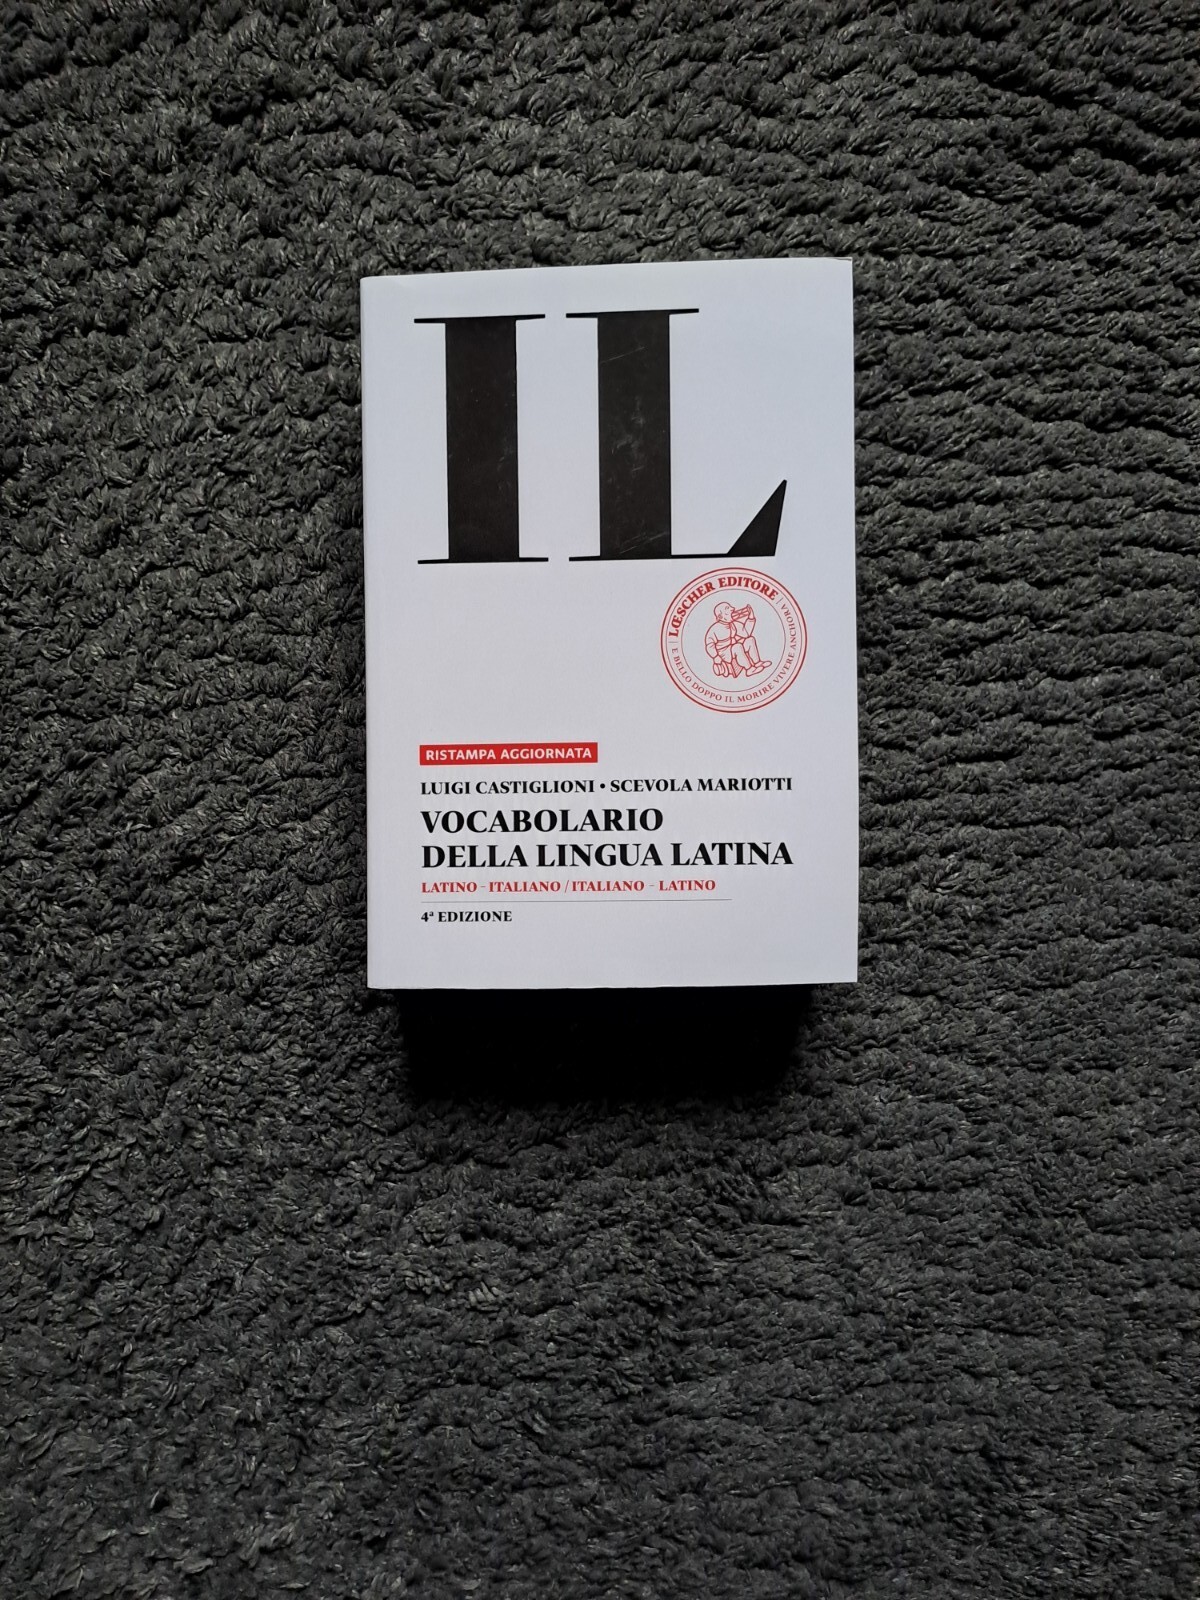 IL
LŒSCHER EDITORE
E BELLO DOPPO IL MORIRE VIVERE ANCHORA
RISTAMPA AGGIORNATA
LUIGI CASTIGLIONI • SCEVOLA MARIOTTI
VOCABOLARIO
DELLA LINGUA LATINA
LATINO - ITALIANO / ITALIANO - LATINO
4ª EDIZIONE